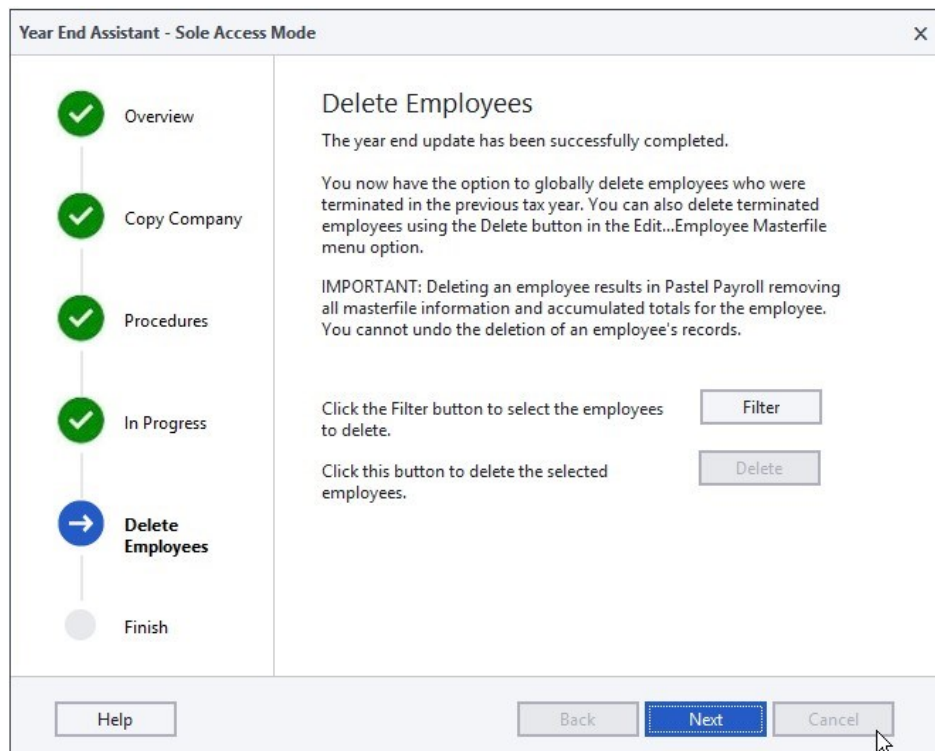 Year End Assistant - Sole Access Mode
Overview
Copy Company
Procedures
In Progress
Delete
Employees
Finish
Delete Employees
The year end update has been successfully completed.
You now have the option to globally delete employees who were
terminated in the previous tax year. You can also delete terminated
employees using the Delete button in the Edit...Employee Masterfile
menu option.
IMPORTANT: Deleting an employee results in Pastel Payroll removing
all masterfile information and accumulated totals for the employee.
You cannot undo the deletion of an employee's records.
Click the Filter button to select the employees
to delete.
Filter
Click this button to delete the selected
employees.
Delete
Help
Back
Next
Cancel